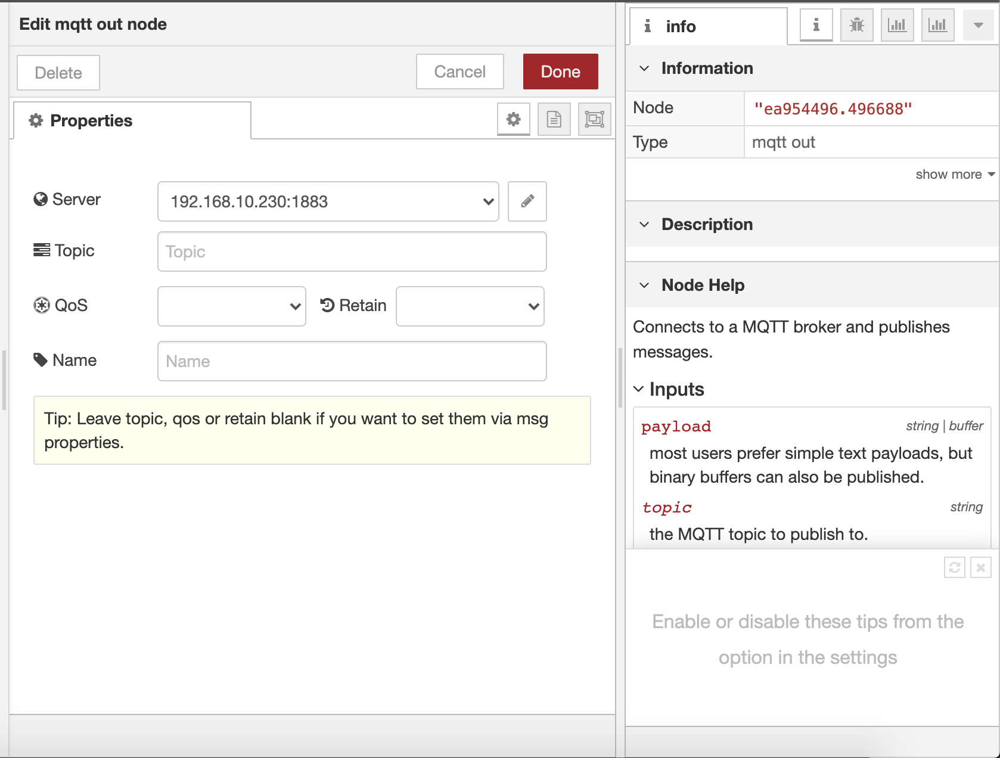 Edit mqtt out node
Delete
Cancel
Done
Properties
Server
192.168.10.230:1883
Topic
Topic
QoS
Retain
Name
Name
Tip: Leave topic, qos or retain blank if you want to set them via msg
properties.
info
Information
Node
"ea954496.496688"
Type
mqtt out
show more
Description
Node Help
Connects to a MQTT broker and publishes
messages.
Inputs
payload
string | buffer
most users prefer simple text payloads, but
binary buffers can also be published.
topic
string
the MQTT topic to publish to.
Enable or disable these tips from the
option in the settings